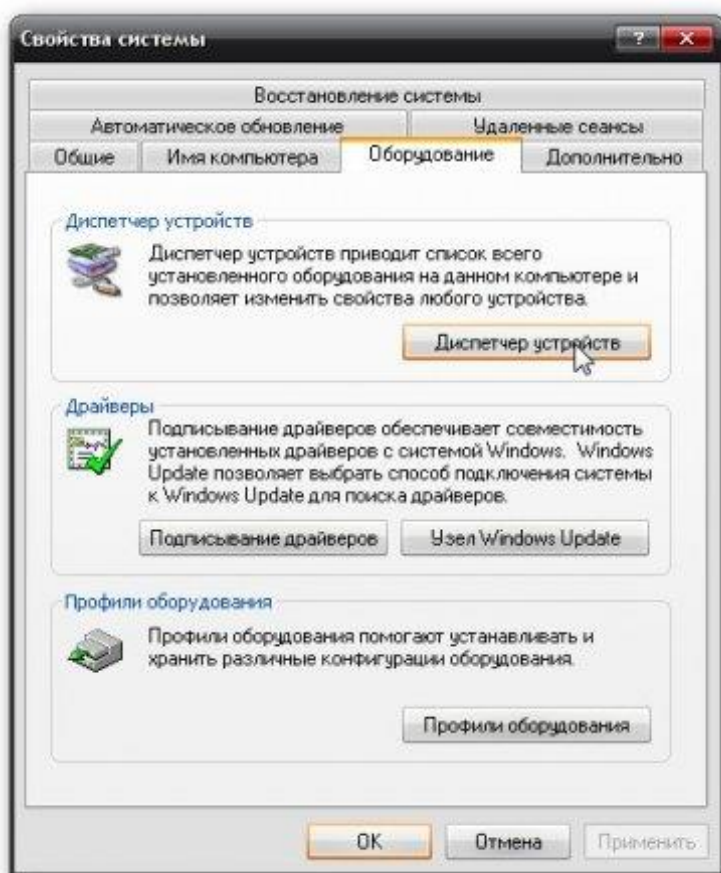 Свойства системы
Восстановление системы
Автоматическое обновление
Удаленные сеансы
Общие
Имя компьютера
Оборудование
Дополнительно
Диспетчер устройств
Диспетчер устройств приводит список всего
установленного оборудования на данном компьютере и
позволяет изменить свойства любого устройства.
Диспетчер устройств
Драйверы
Подписывание драйверов обеспечивает совместимость
установленных драйверов с системой Windows. Windows
Update позволяет выбрать способ подключения системы
к Windows Update для поиска драйверов.
Подписывание драйверов
Узел Windows Update
Профили оборудования
Профили оборудования помогают устанавливать и
хранить различные конфигурации оборудования.
Профили оборудования
OK
Отмена
Применить